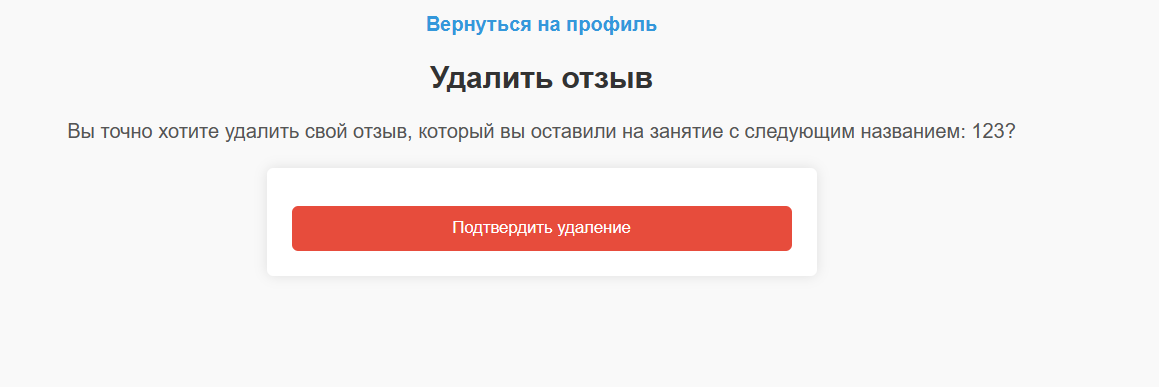 Вернуться на профиль
Удалить отзыв
Вы точно хотите удалить свой отзыв, который вы оставили на занятие с следующим названием: 123?
Подтвердить удаление